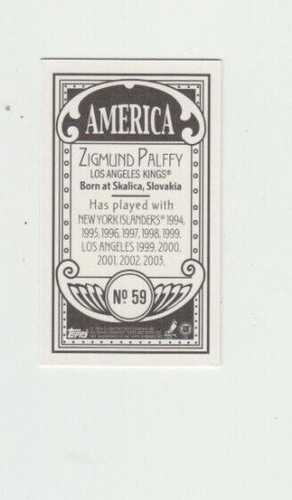 AMERICA
ZIGMUND PALFFY
LOS ANGELES KINGS®
Born at Skalica, Slovakia
Has played with
NEW YORK ISLANDERS® 1994,
1995, 1996, 1997, 1998, 1999.
LOS ANGELES 1999, 2000,
2001, 2002, 2003.
Nº 59
Topps